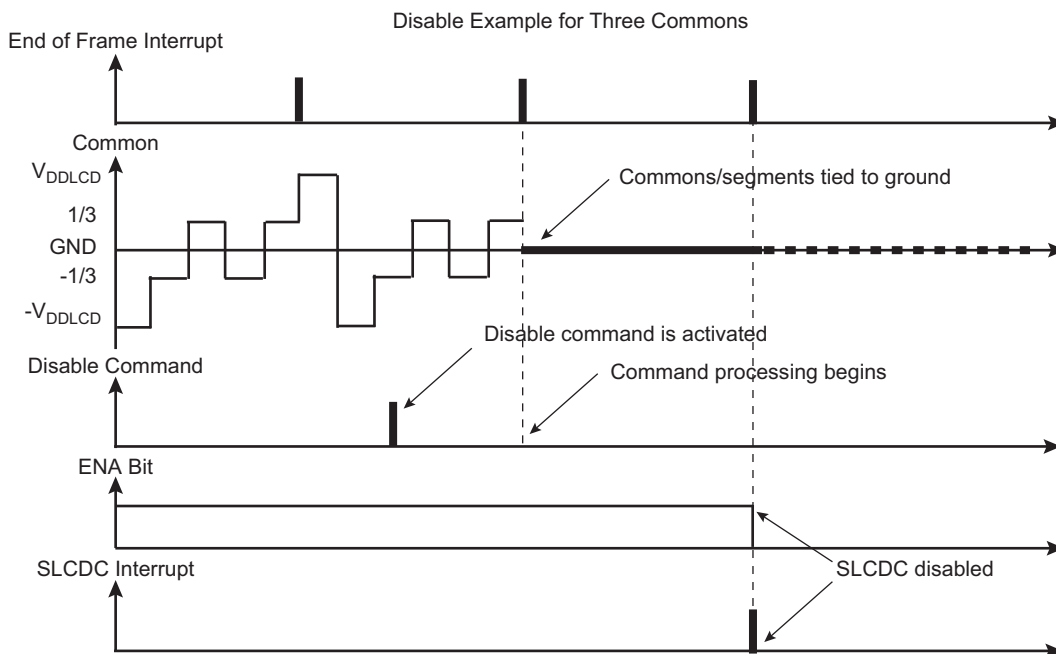 Disable Example for Three Commons
End of Frame Interrupt
Common
VDDLCD
1/3
GND
-1/3
-VDDLCD
Commons/segments tied to ground
Disable command is activated
Disable Command
Command processing begins
ENA Bit
SLCDC disabled
SLCDC Interrupt